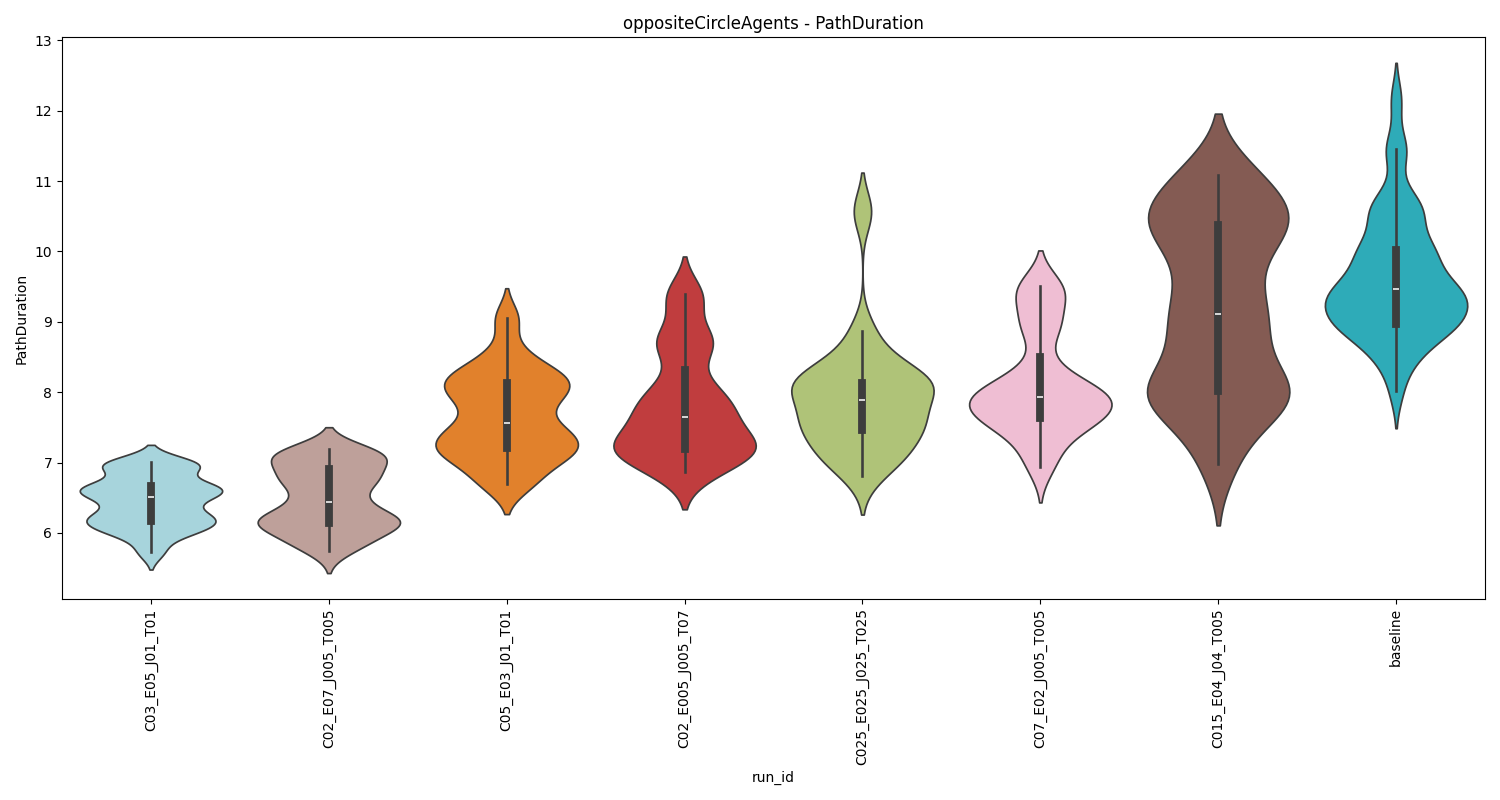 oppositeCircleAgents - PathDuration
PathDuration
13
12
11
10
9
8
7
6
C03_E05_J01_T01
C02_E07_J005_T005
C05_E03_J01_T01
C02_E005_J005_T07
C025_E025_J025_T025
C07_E02_J005_T005
C015_E04_J04_T005
baseline
run_id